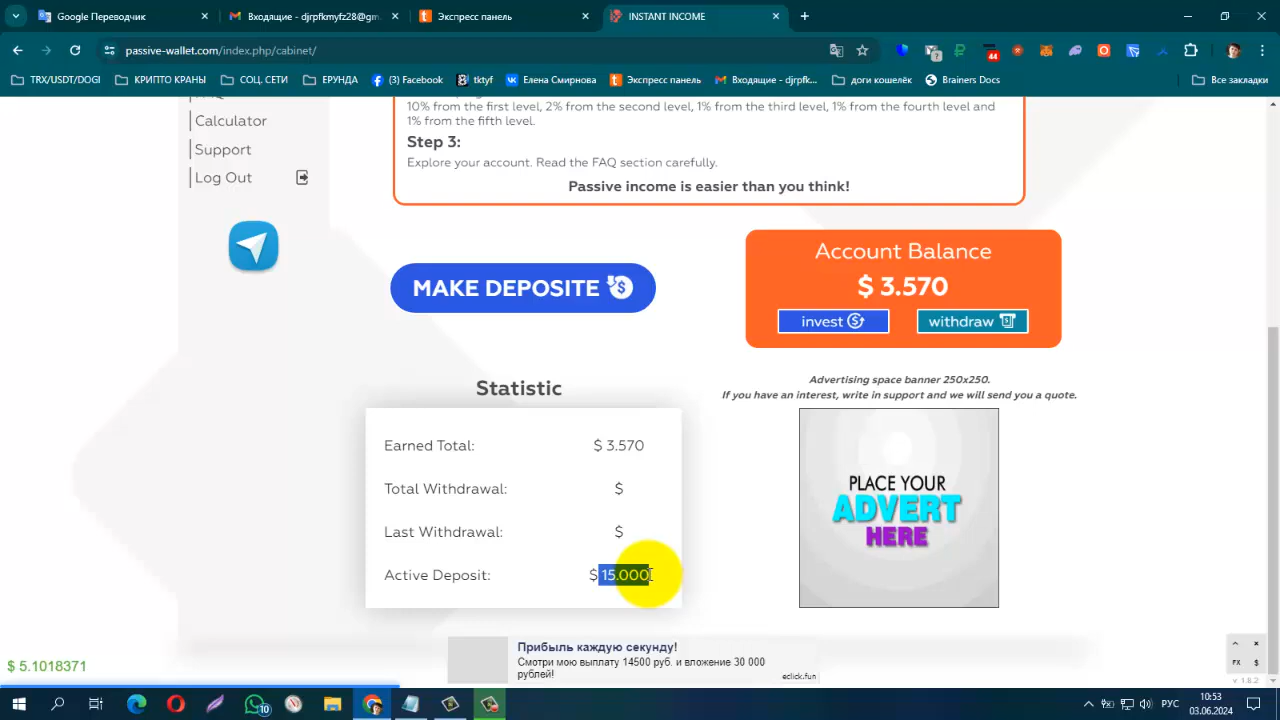 Google Переводчик
Входящие - djrpfkmyfz28@gm
Экспресс панель
INSTANT INCOME
passive-wallet.com/index.php/cabinet/
TRX/USDT/DOGI
КРИПТО КРАНЫ
СОЦ. СЕТИ
ЕРУНДА
(3) Facebook
tktyf
Елена Смирнова
Экспресс панель
Входящие - djrpfk...
доги кошелёк
Brainers Docs
Все закладки
7
44
Calculator
Support
Log Out
10% from the first level, 2% from the second level, 1% from the third level, 1% from the fourth level and
1% from the fifth level.
Step 3:
Explore your account. Read the FAQ section carefully.
Passive income is easier than you think!
MAKE DEPOSITE
Account Balance
$ 3.570
invest
withdraw
Statistic
Earned Total: $ 3.570
Total Withdrawal: $
Last Withdrawal: $
Active Deposit: $ 15.000
Advertising space banner 250x250.
If you have an interest, write in support and we will send you a quote.
PLACE YOUR
ADVERT
HERE
$ 5.1018371
Прибыль каждую секунду!
Смотри мою выплату 14500 руб. и вложение 30 000
рублей!
eclick.fun
FX $
v 1.8.2
10
РУС
10:53
03.06.2024